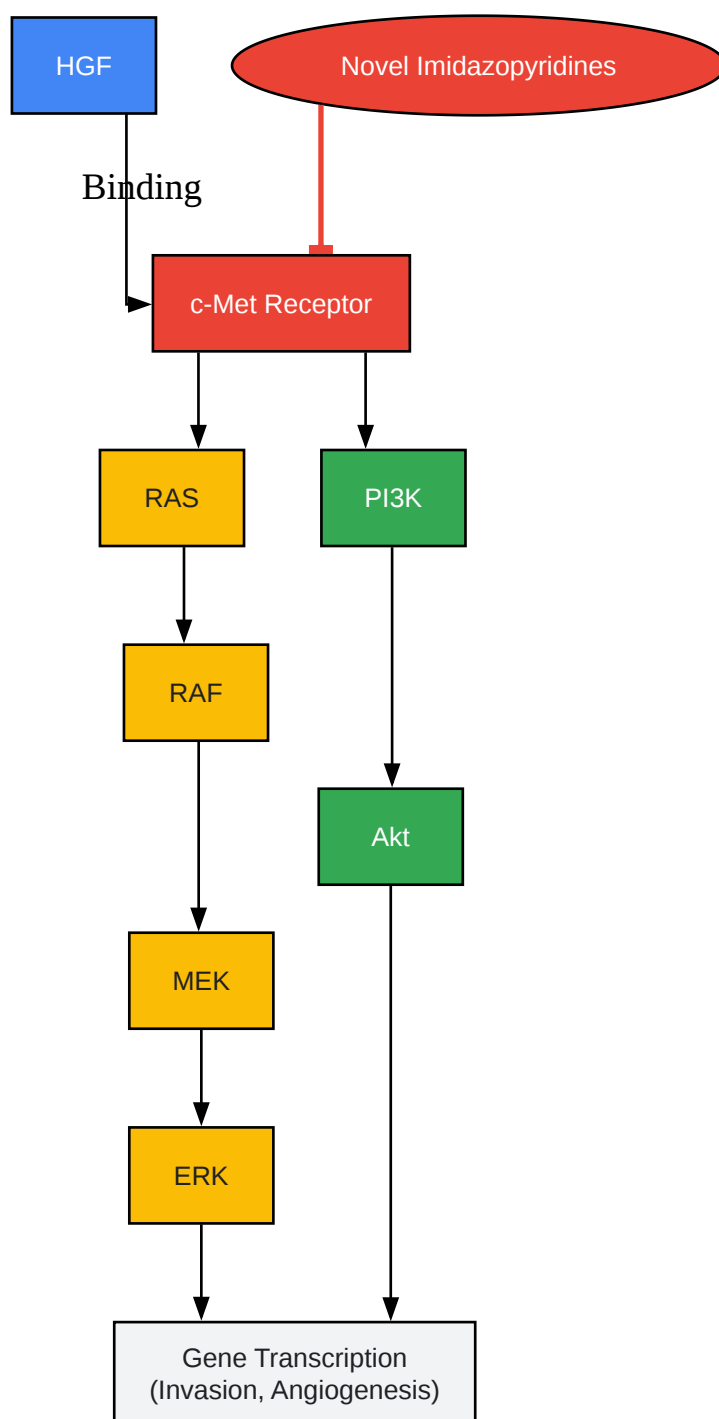 HGF
Novel Imidazopyridines
Binding
c-Met Receptor
RAS
PI3K
RAF
Akt
MEK
ERK
Gene Transcription
(Invasion, Angiogenesis)